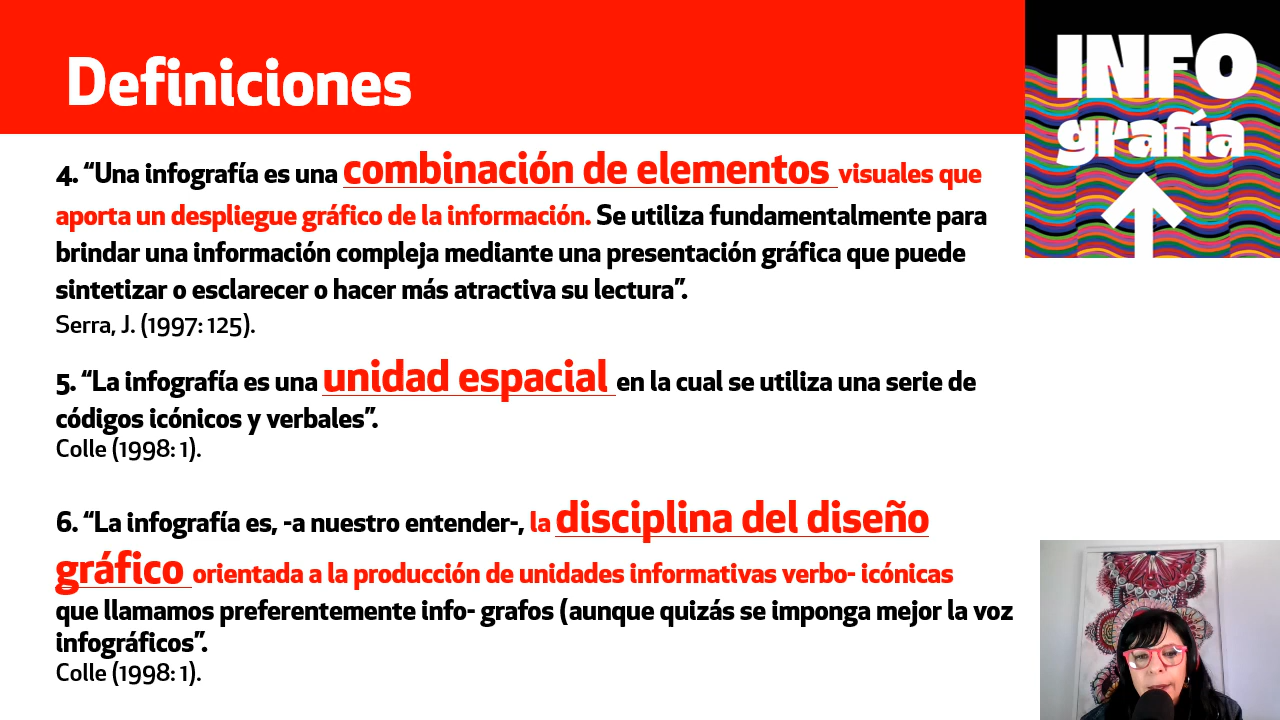 Definiciones
INFO
grafía
4. “Una infografía es una combinación de elementos visuales que
aporta un despliegue gráfico de la información. Se utiliza fundamentalmente para
brindar una información compleja mediante una presentación gráfica que puede
sintetizar o esclarecer o hacer más atractiva su lectura”.
Serra, J. (1997: 125).
5. “La infografía es una unidad espacial en la cual se utiliza una serie de
códigos icónicos y verbales”.
Colle (1998: 1).
6. “La infografía es, -a nuestro entender-, la disciplina del diseño
gráfico orientada a la producción de unidades informativas verbo- icónicas
que llamamos preferentemente info- grafos (aunque quizás se imponga mejor la voz
infográficos”.
Colle (1998: 1).